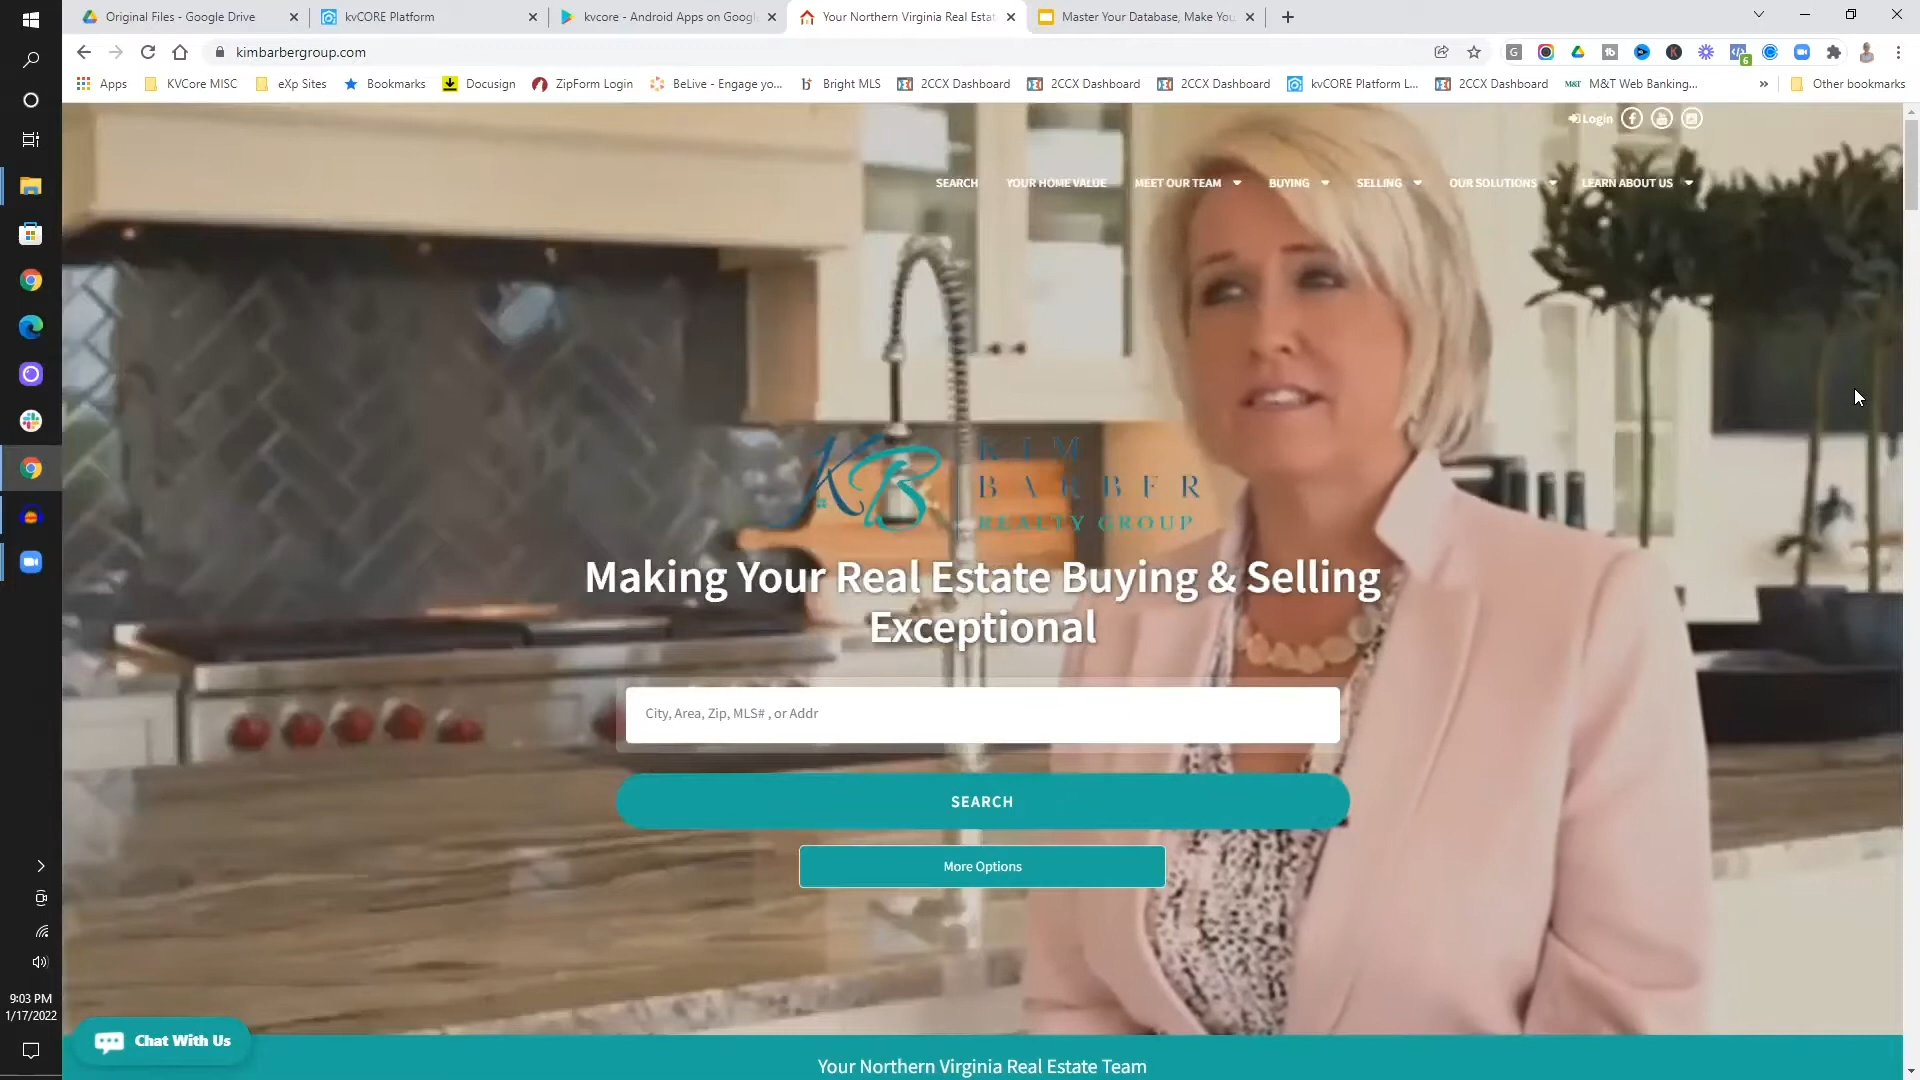 Original Files - Google Drive
kvCORE Platform
kvcore - Android Apps on Googl
Your Northern Virginia Real Estat
Master Your Database, Make You
kimbarbergroup.com
6
Apps
KVCore MISC
eXp Sites
Bookmarks
Docusign
ZipForm Login
BeLive - Engage yo...
Bright MLS
2CCX Dashboard
2CCX Dashboard
2CCX Dashboard
kvCORE Platform L...
2CCX Dashboard
M&T Web Banking...
Other bookmarks
Login
SEARCH
YOUR HOME VALUE
MEET OUR TEAM
BUYING
SELLING
OUR SOLUTIONS
LEARN ABOUT US
KB
KIM
BARBER
REALTY GROUP
Making Your Real Estate Buying & Selling
Exceptional
City, Area, Zip, MLS# , or Addr
SEARCH
More Options
9:03 PM
1/17/2022
Chat With Us
Your Northern Virginia Real Estate Team